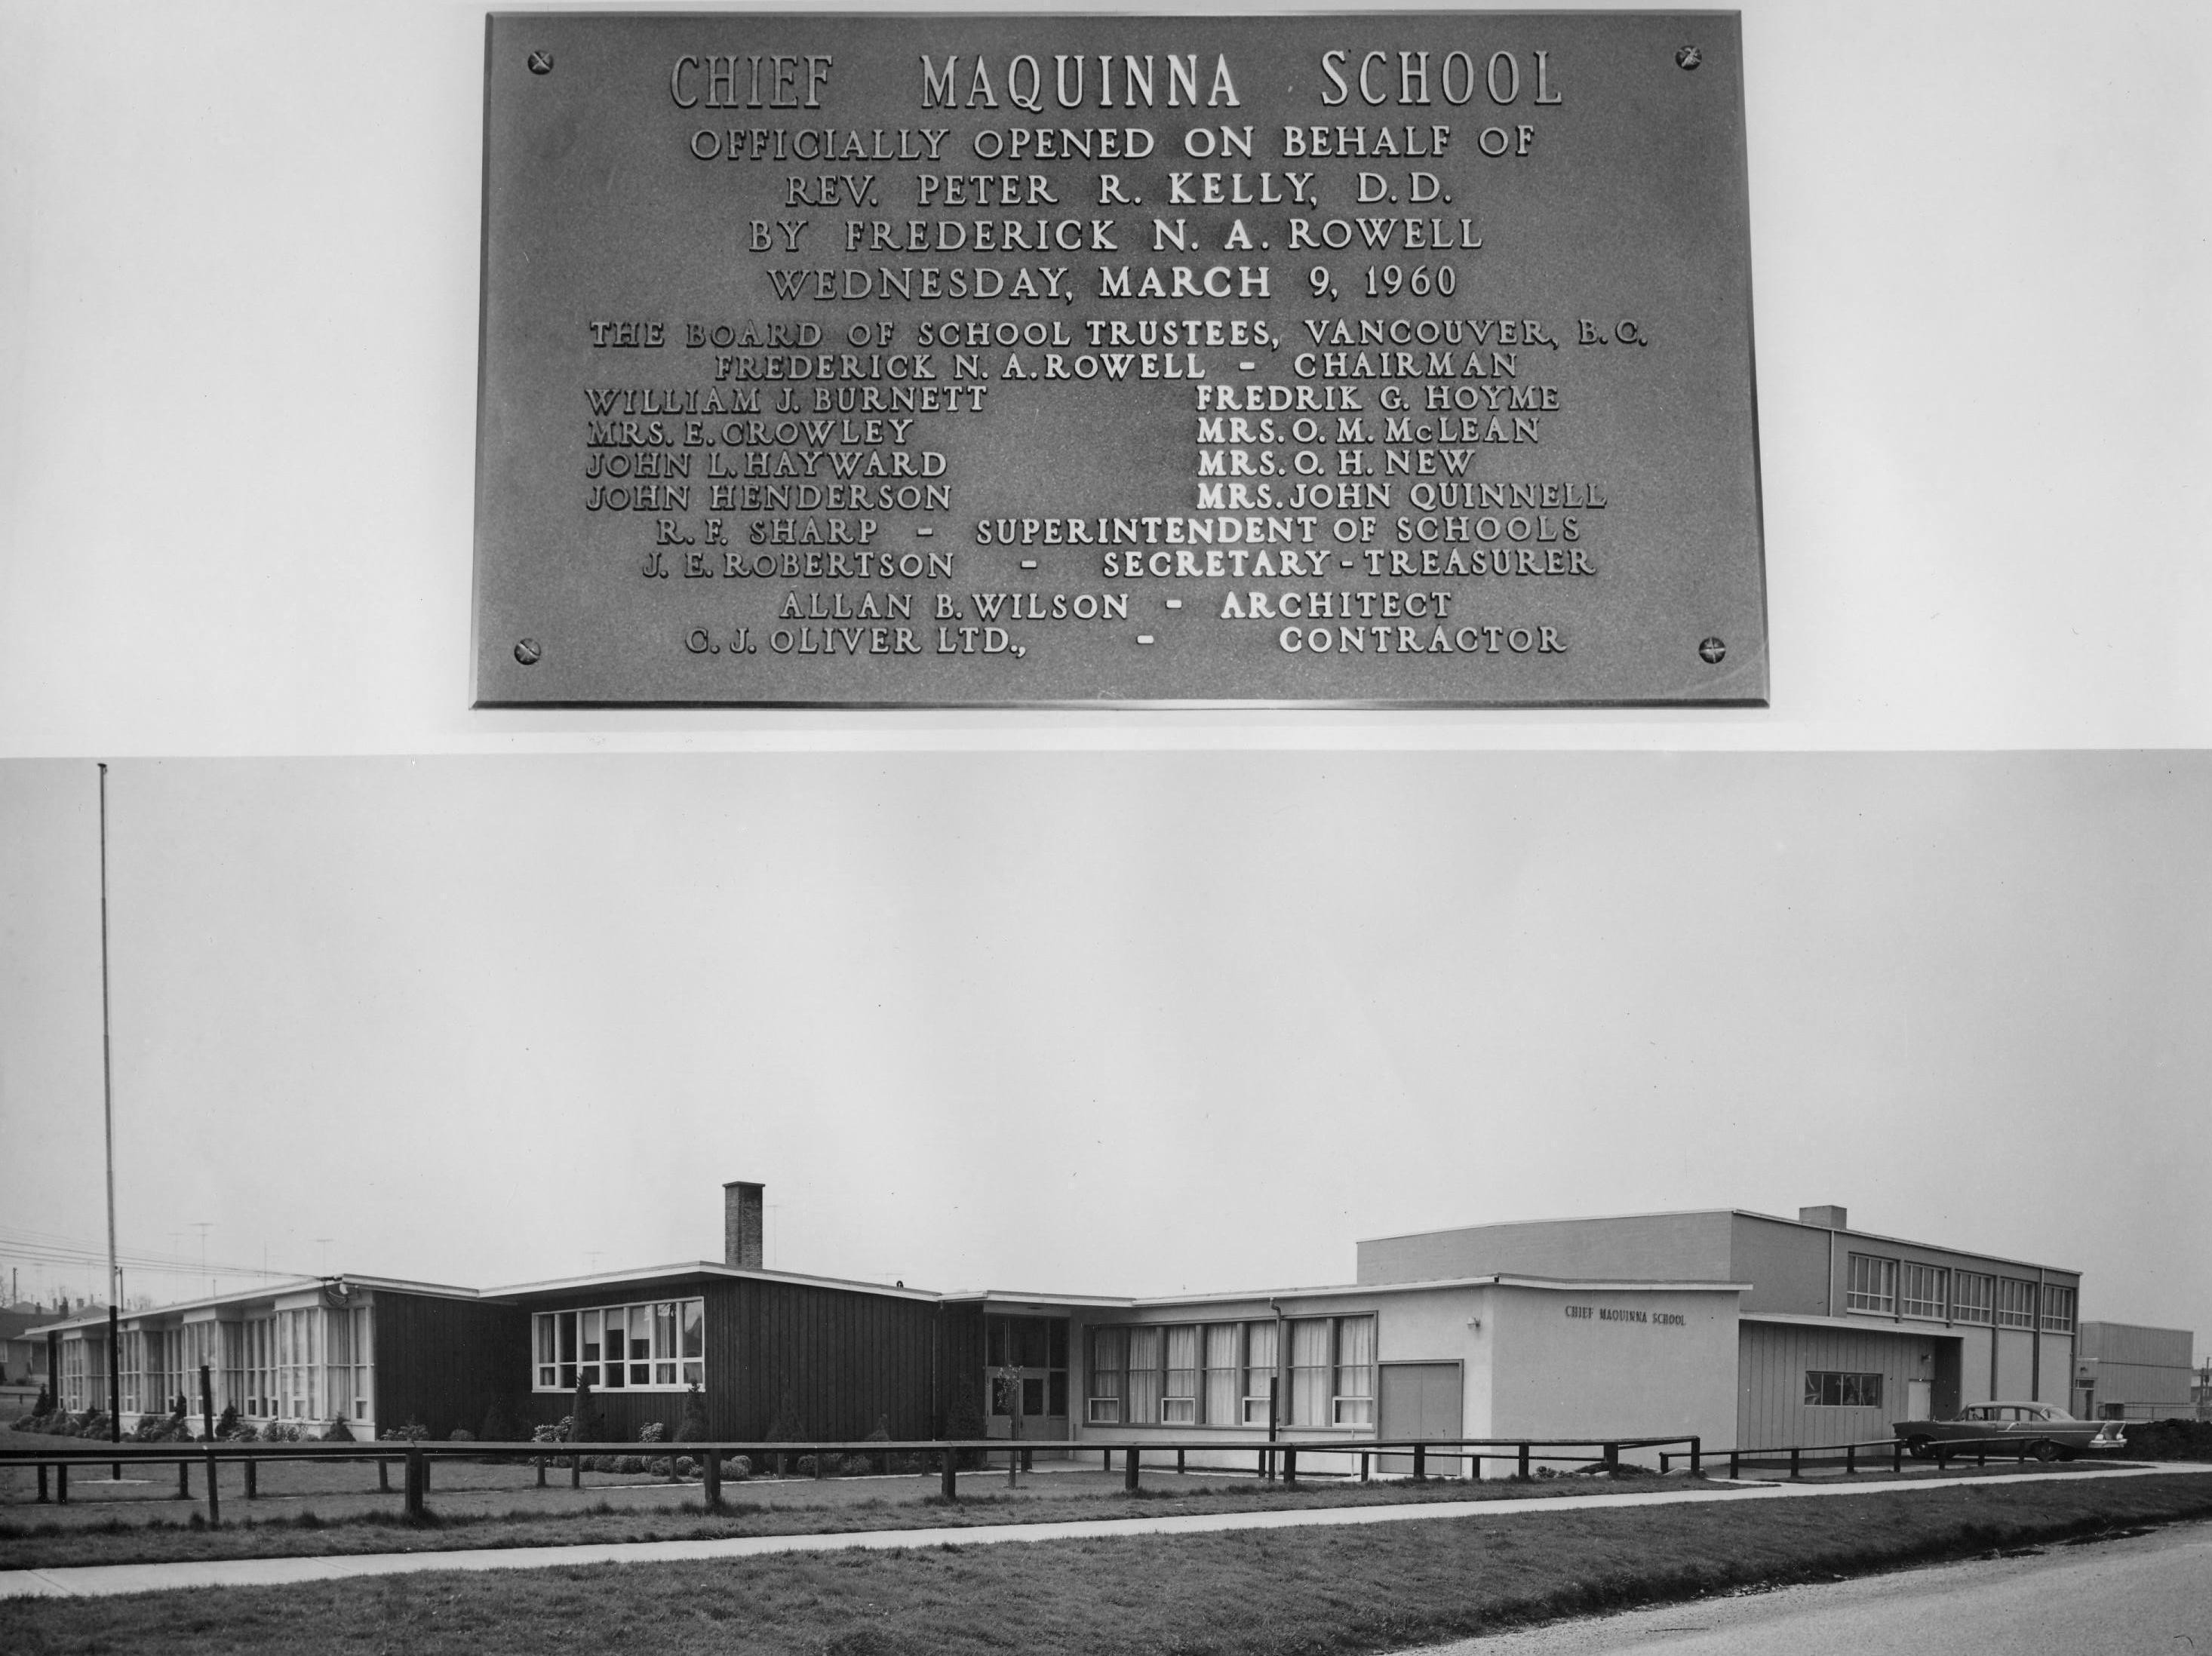 CHIEF MAQUINNA SCHOOL
OFFICIALLY OPENED ON BEHALF OF
REV. PETER R. KELLY, D.D.
BY FREDERICK N. A. ROWELL
WEDNESDAY, MARCH 9, 1960
THE BOARD OF SCHOOL TRUSTEES, VANCOUVER, B.C.
FREDERICK N. A. ROWELL - CHAIRMAN
WILLIAM J. BURNETT FREDRIK G. HOYME
MRS. E. CROWLEY MRS. O. M. McLEAN
JOHN L. HAYWARD MRS. O. H. NEW
JOHN HENDERSON MRS. JOHN QUINNELL
R. F. SHARP - SUPERINTENDENT OF SCHOOLS
J. E. ROBERTSON - SECRETARY-TREASURER
ALLAN B. WILSON - ARCHITECT
C. J. OLIVER LTD., - CONTRACTOR
CHIEF MAQUINNA SCHOOL